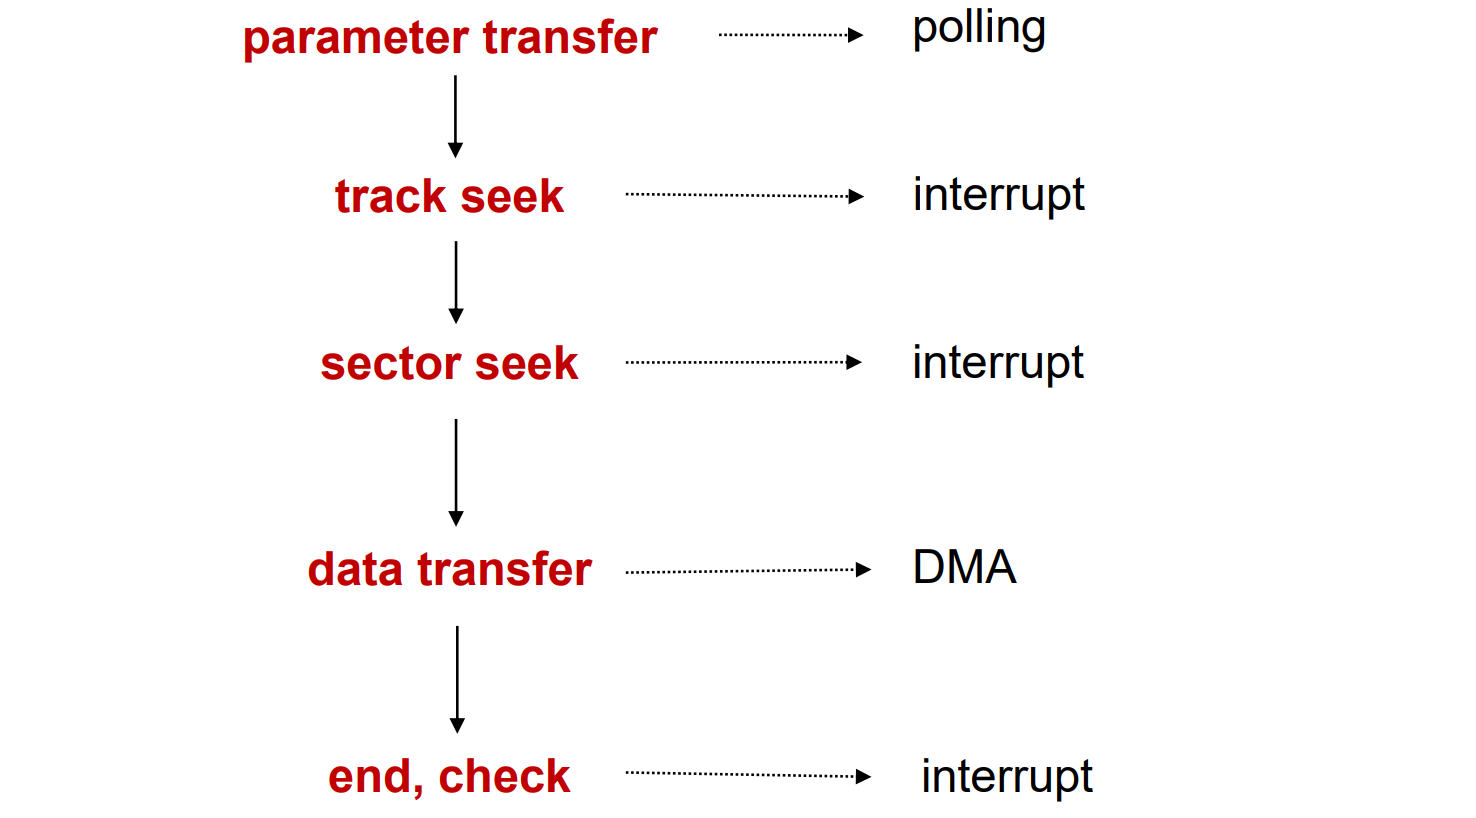 parameter transfer
polling
track seek
interrupt
sector seek
interrupt
data transfer
DMA
end, check
interrupt